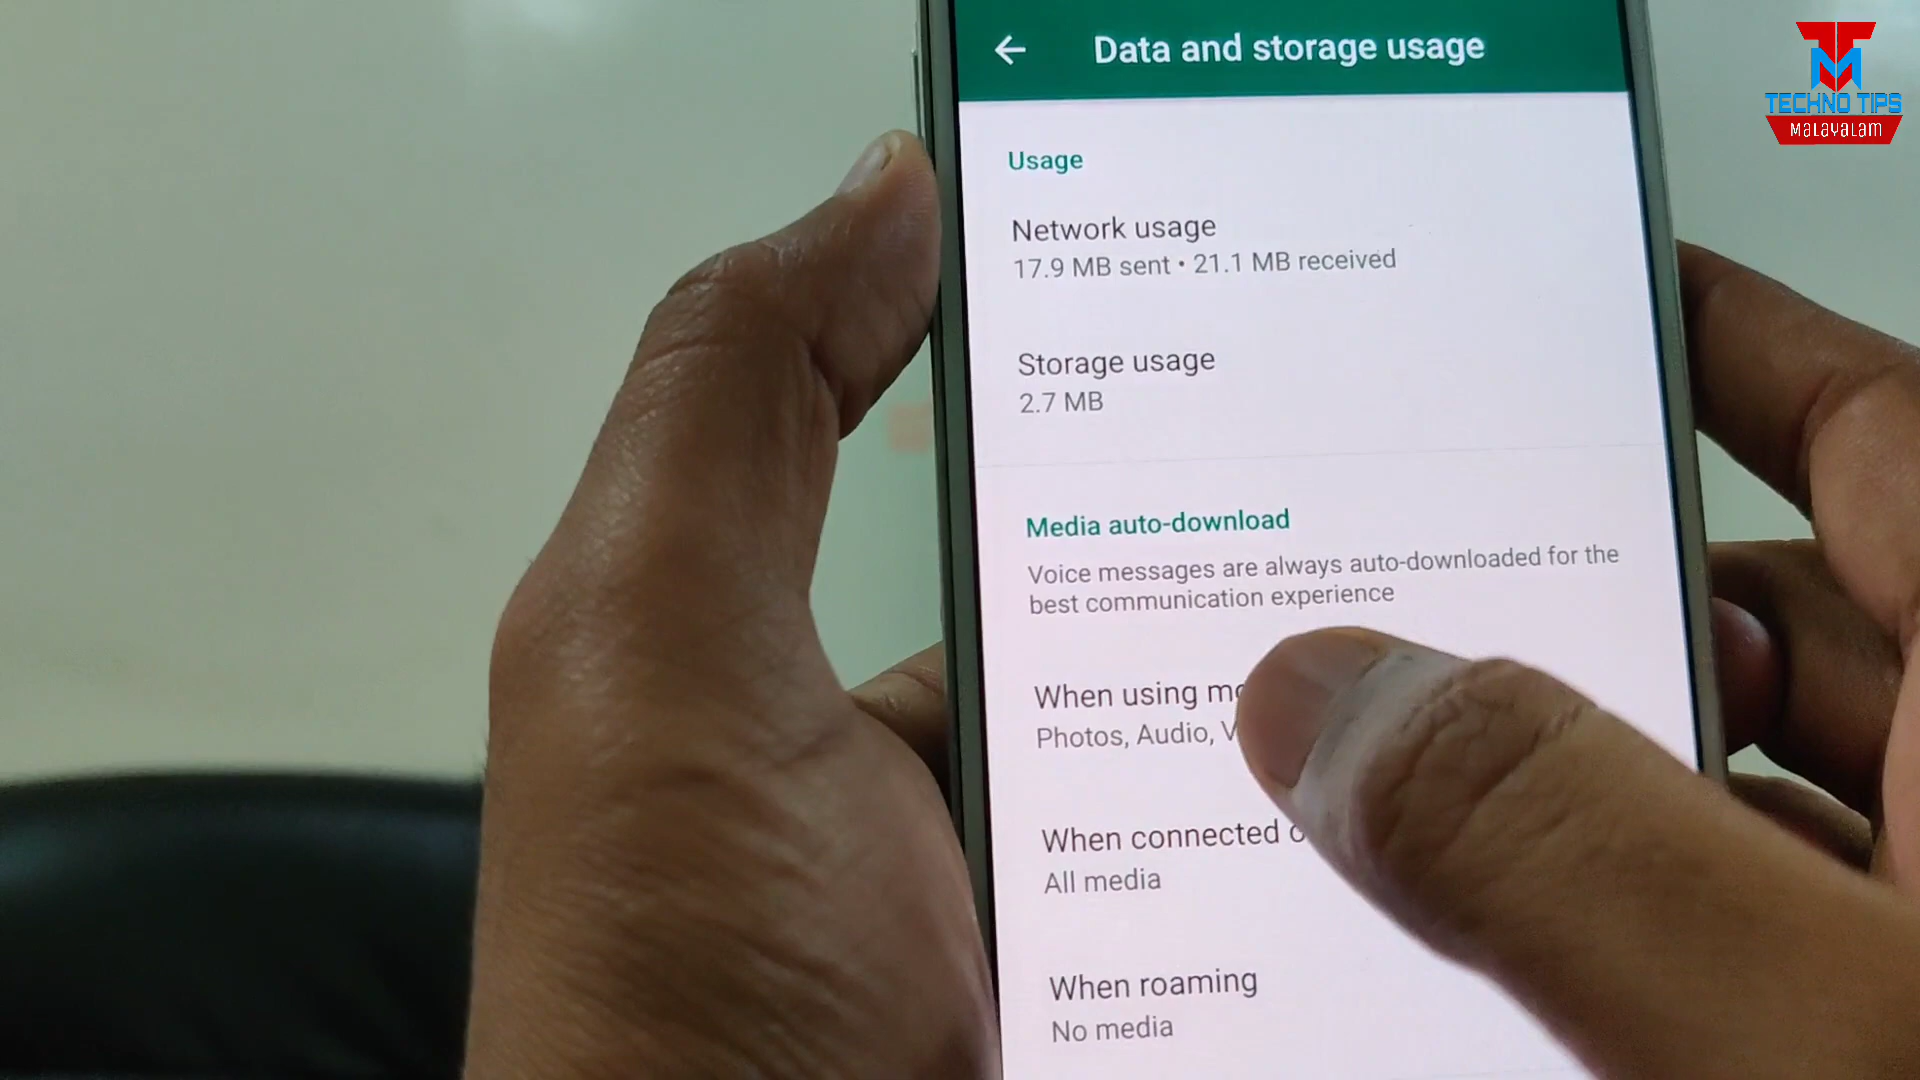 Data and storage usage
TM
TECHNO TIPS
MALAYALAM
Usage
Network usage
17.9 MB sent • 21.1 MB received
Storage usage
2.7 MB
Media auto-download
Voice messages are always auto-downloaded for the
best communication experience
When using
Photos, Audio,
When connected
All media
When roaming
No media